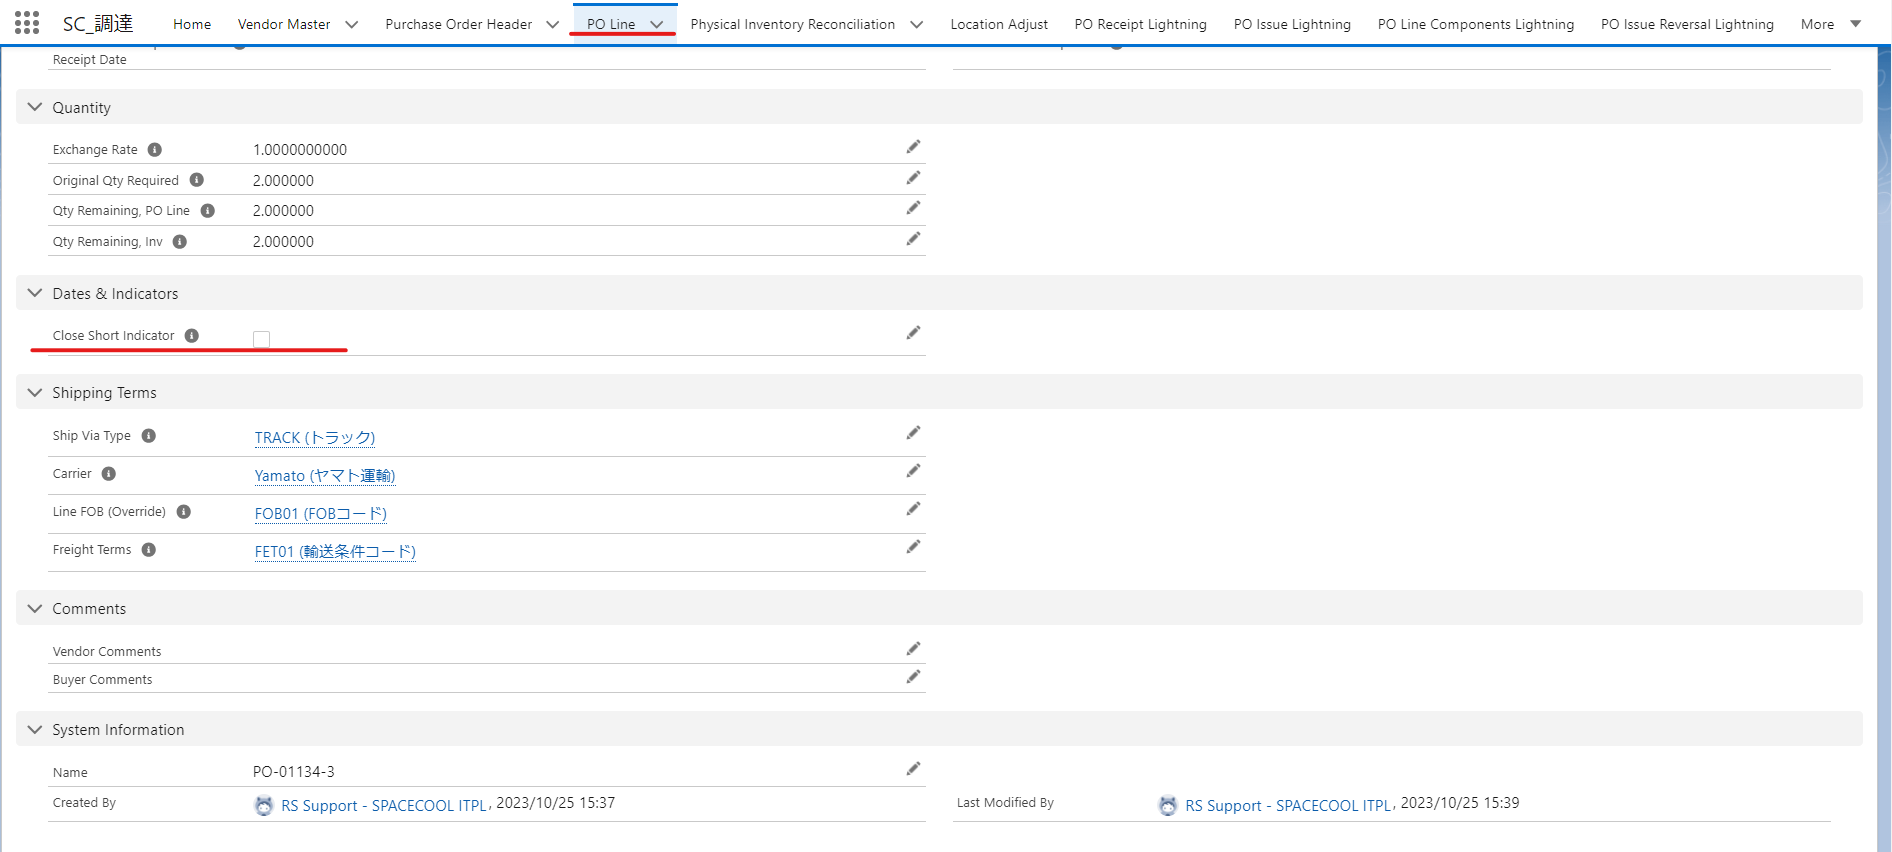 SC_調達 Home Vendor Master Purchase Order Header PO Line Physical Inventory Reconciliation Location Adjust PO Receipt Lightning PO Issue Lightning PO Line Components Lightning PO Issue Reversal Lightning More
Receipt Date
Quantity
Exchange Rate 1.0000000000
Original Qty Required 2.000000
Qty Remaining, PO Line 2.000000
Qty Remaining, Inv 2.000000
Dates & Indicators
Close Short Indicator
Shipping Terms
Ship Via Type TRACK (トラック)
Carrier Yamato (ヤマト運輸)
Line FOB (Override) FOB01 (FOBコード)
Freight Terms FET01 (輸送条件コード)
Comments
Vendor Comments
Buyer Comments
System Information
Name PO-01134-3
Created By RS Support - SPACECOOL ITPL, 2023/10/25 15:37 Last Modified By RS Support - SPACECOOL ITPL, 2023/10/25 15:39